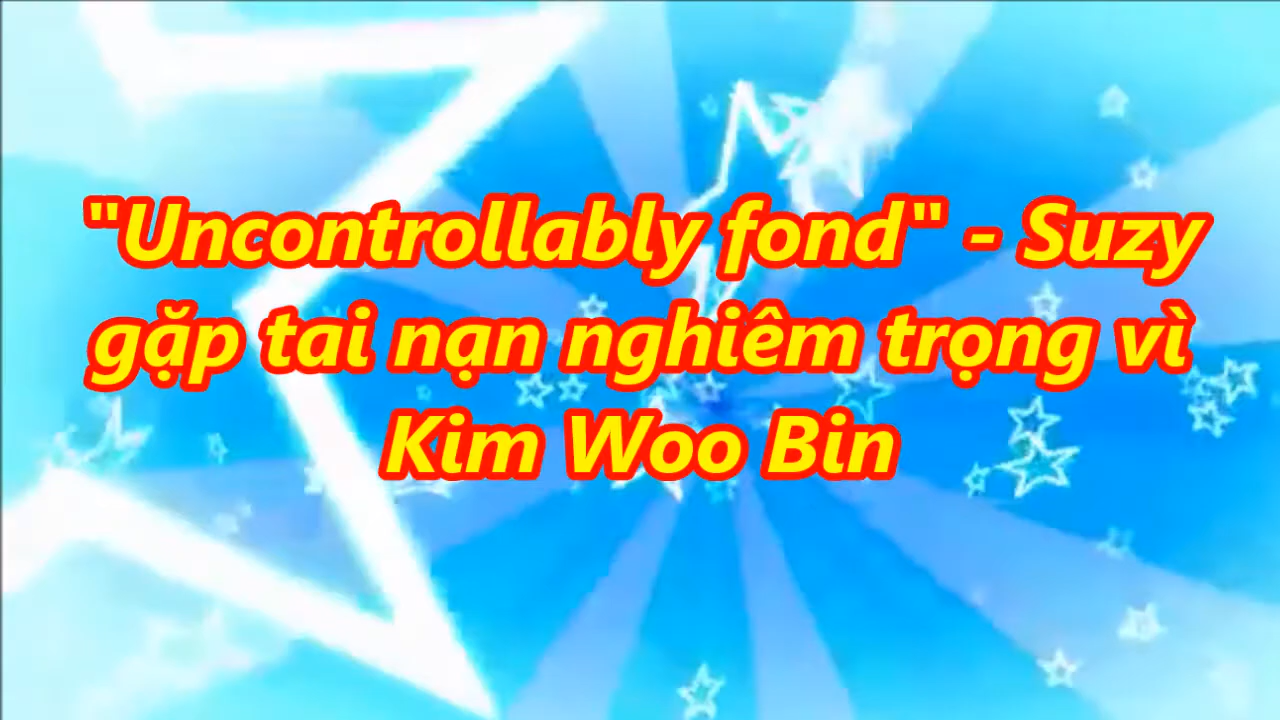 "Uncontrollably fond" - Suzy
gặp tai nạn nghiêm trọng vì
Kim Woo Bin